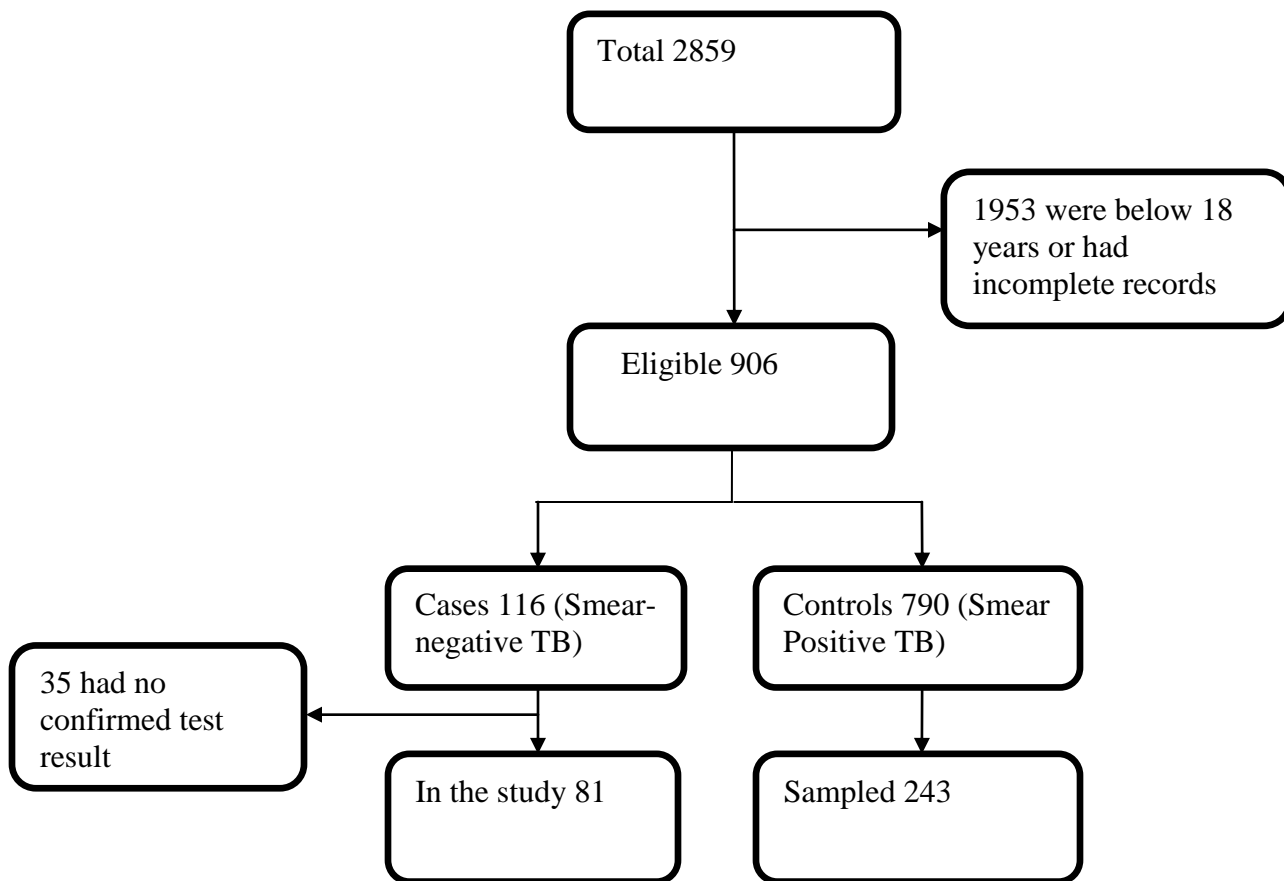 Total 2859
1953 were below 18
years or had
incomplete records
Eligible 906
Cases 116 (Smear-
negative TB)
Controls 790 (Smear
Positive TB)
35 had no
confirmed test
result
In the study 81
Sampled 243